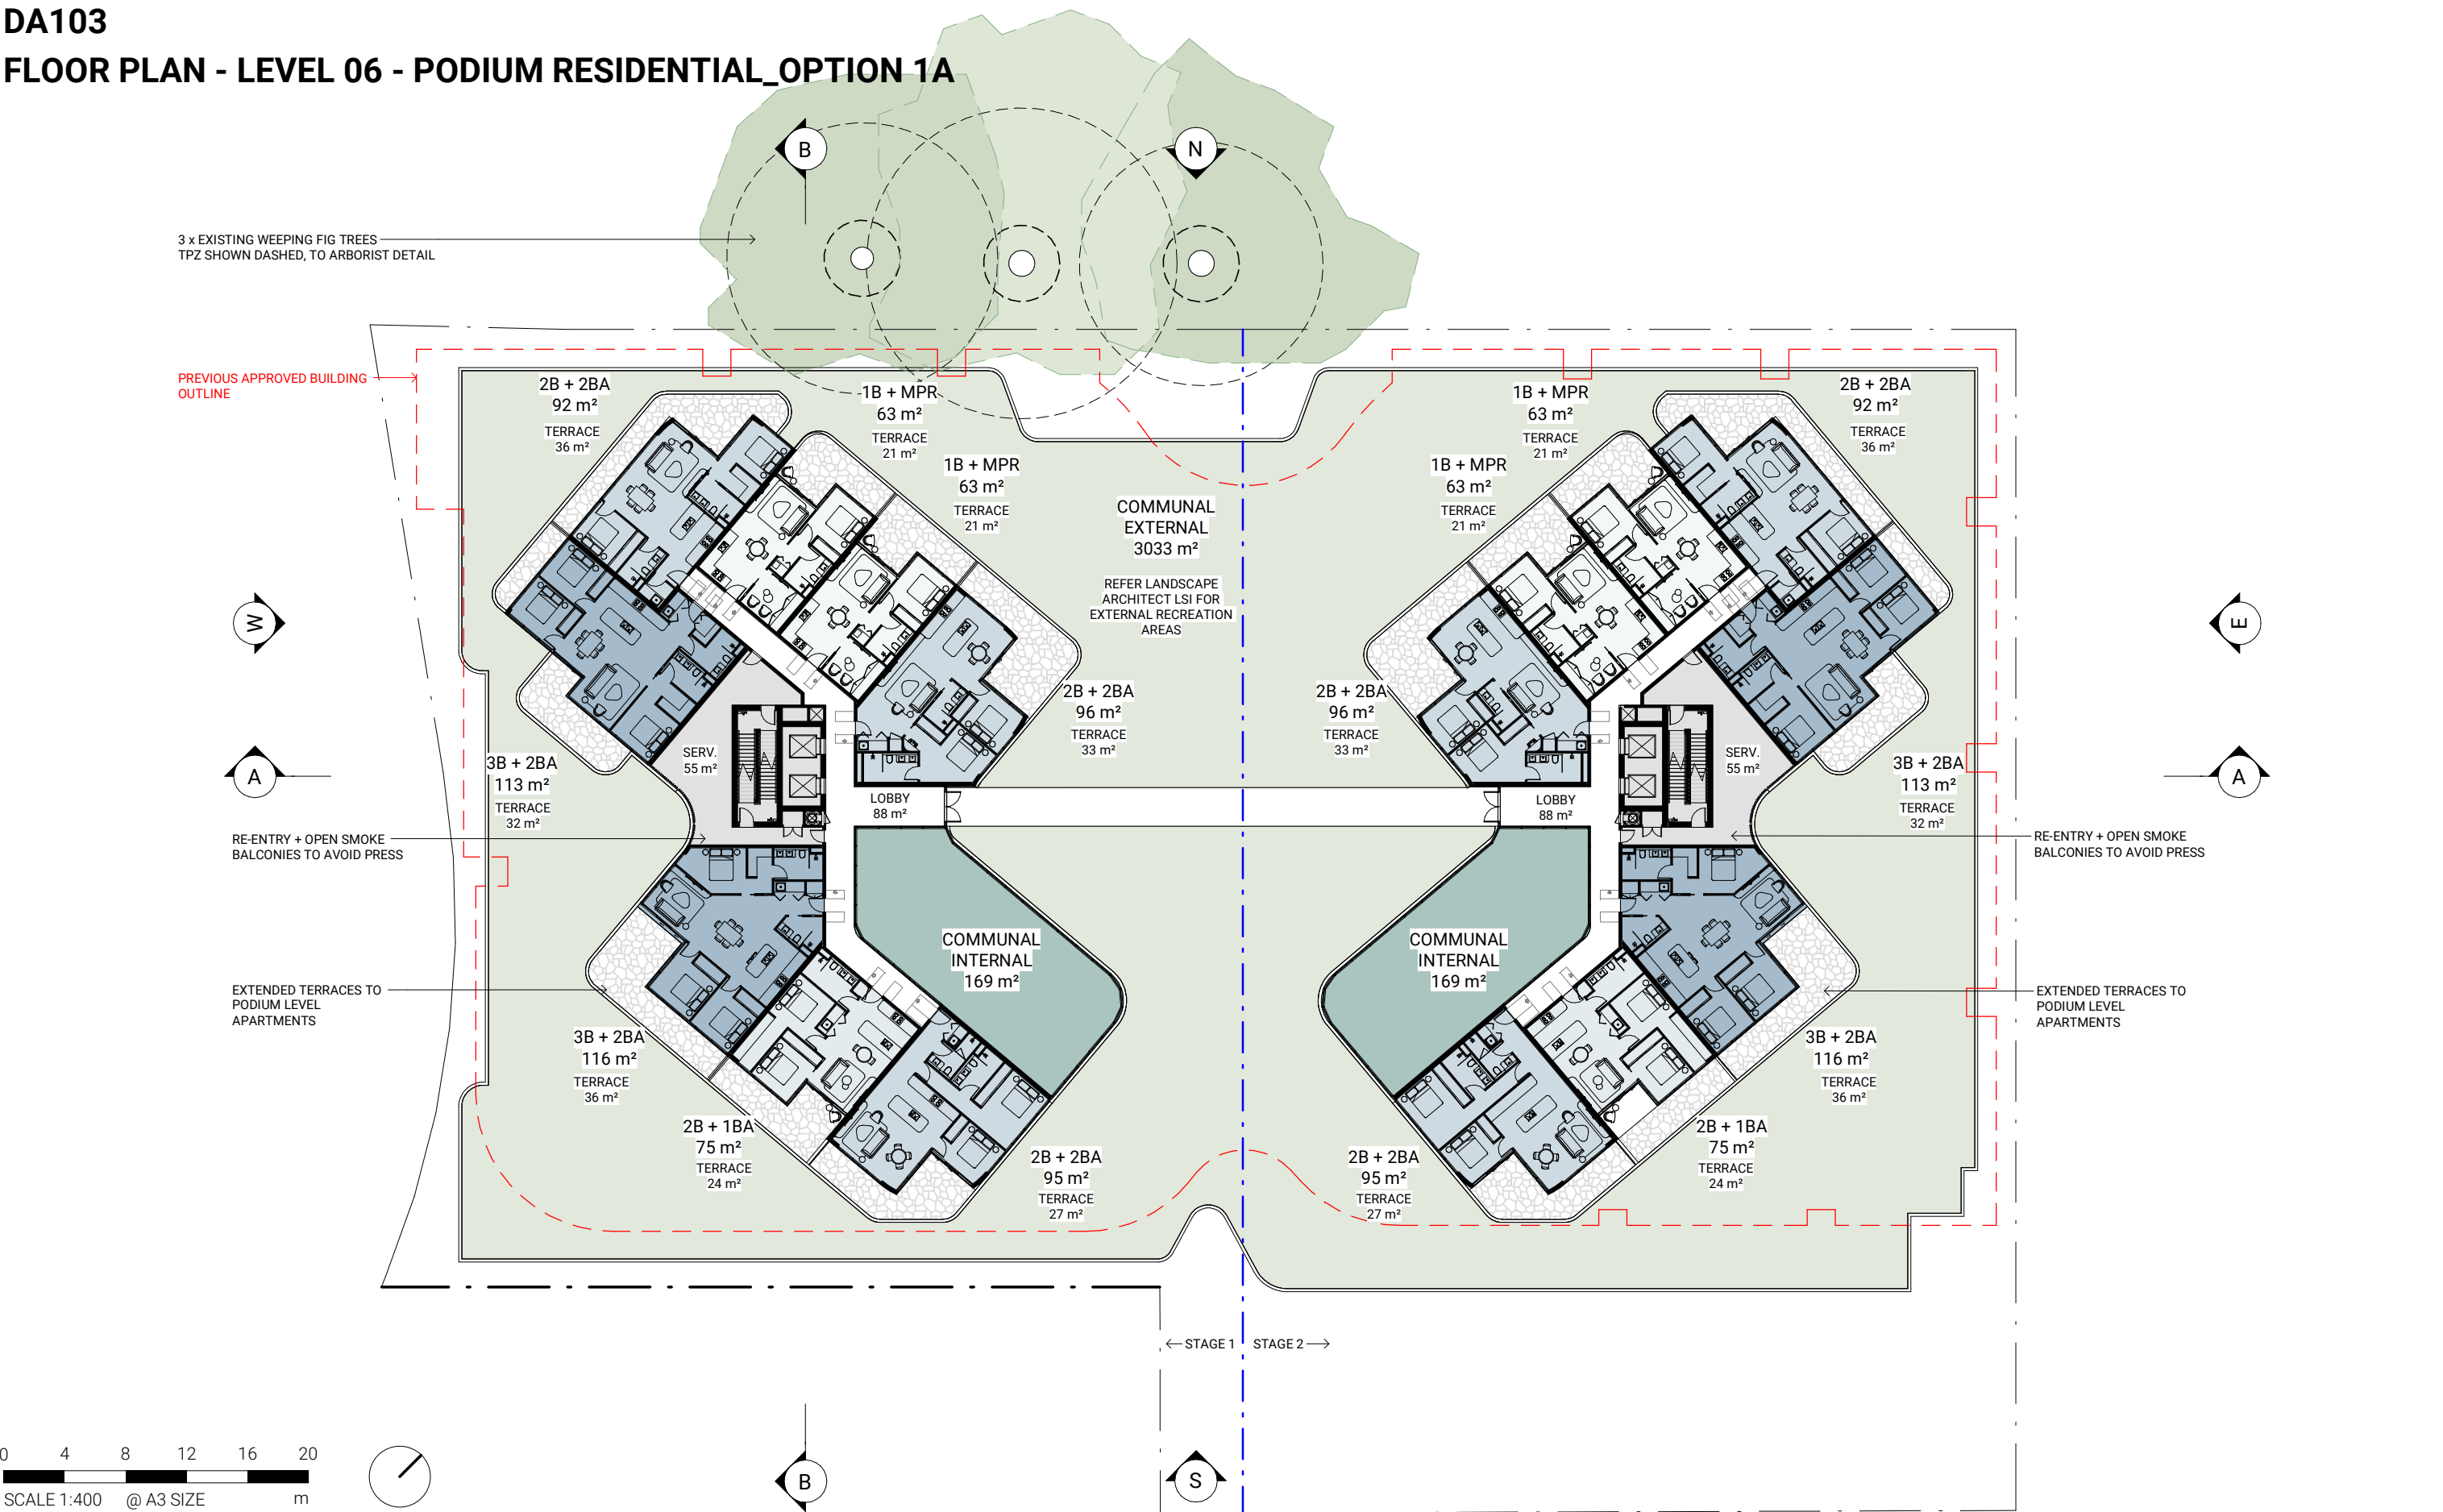 DA103
FLOOR PLAN - LEVEL 06 - PODIUM RESIDENTIAL_OPTION 1A
B
N
3 x EXISTING WEEPING FIG TREES
TPZ SHOWN DASHED, TO ARBORIST DETAIL
PREVIOUS APPROVED BUILDING
OUTLINE
2B + 2BA
92 m²
TERRACE
36 m²
1B + MPR
63 m²
TERRACE
21 m²
1B + MPR
63 m²
TERRACE
21 m²
COMMUNAL
EXTERNAL
3033 m²
REFER LANDSCAPE
ARCHITECT LSI FOR
EXTERNAL RECREATION
AREAS
1B + MPR
63 m²
TERRACE
21 m²
1B + MPR
63 m²
TERRACE
21 m²
2B + 2BA
92 m²
TERRACE
36 m²
W
E
A
A
2B + 2BA
96 m²
TERRACE
33 m²
2B + 2BA
96 m²
TERRACE
33 m²
SERV.
55 m²
SERV.
55 m²
3B + 2BA
113 m²
TERRACE
32 m²
3B + 2BA
113 m²
TERRACE
32 m²
LOBBY
88 m²
LOBBY
88 m²
RE-ENTRY + OPEN SMOKE
BALCONIES TO AVOID PRESS
RE-ENTRY + OPEN SMOKE
BALCONIES TO AVOID PRESS
COMMUNAL
INTERNAL
169 m²
COMMUNAL
INTERNAL
169 m²
EXTENDED TERRACES TO
PODIUM LEVEL
APARTMENTS
EXTENDED TERRACES TO
PODIUM LEVEL
APARTMENTS
3B + 2BA
116 m²
TERRACE
36 m²
3B + 2BA
116 m²
TERRACE
36 m²
2B + 1BA
75 m²
TERRACE
24 m²
2B + 1BA
75 m²
TERRACE
24 m²
2B + 2BA
95 m²
TERRACE
27 m²
2B + 2BA
95 m²
TERRACE
27 m²
STAGE 1
STAGE 2
B
S
0 4 8 12 16 20
SCALE 1:400 @ A3 SIZE m